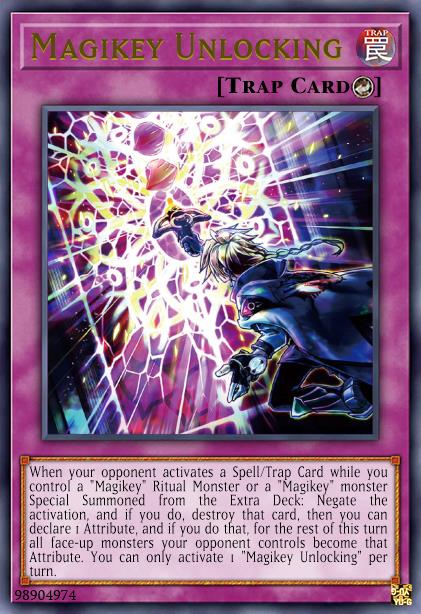 MAGIKEY UNLOCKING
TRAP
罠
[TRAP CARD]
When your opponent activates a Spell/Trap Card while you
control a "Magikey" Ritual Monster or a "Magikey" monster
Special Summoned from the Extra Deck: Negate the
activation, and if you do, destroy that card, then you can
declare 1 Attribute, and if you do that, for the rest of this turn
all face-up monsters your opponent controls become that
Attribute. You can only activate 1 "Magikey Unlocking" per
turn.
98904974